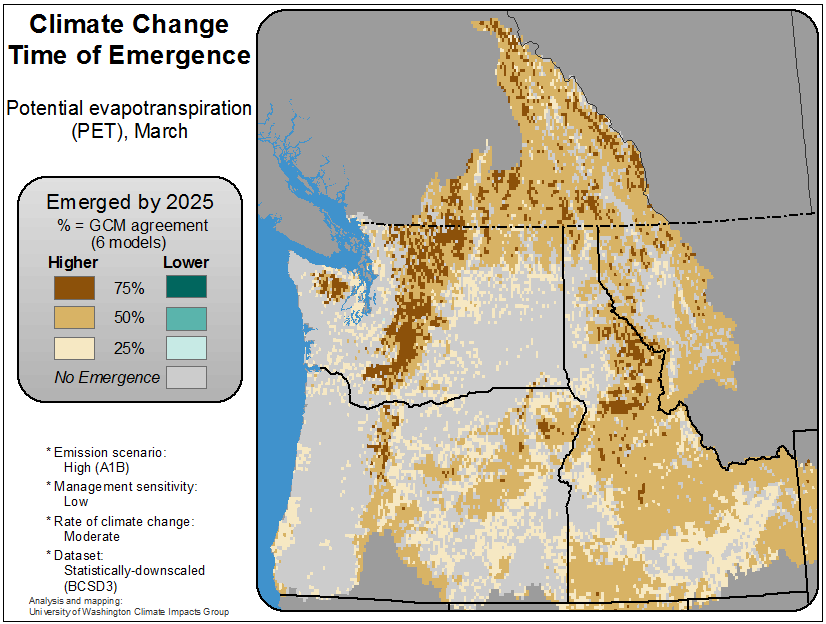 Climate Change
Time of Emergence
Potential evapotranspiration
(PET), March
Emerged by 2025
% = GCM agreement
(6 models)
Higher Lower
75%
50%
25%
No Emergence
* Emission scenario:
High (A1B)
* Management sensitivity:
Low
* Rate of climate change:
Moderate
* Dataset:
Statistically-downscaled
(BCSD3)
Analysis and mapping:
University of Washington Climate Impacts Group